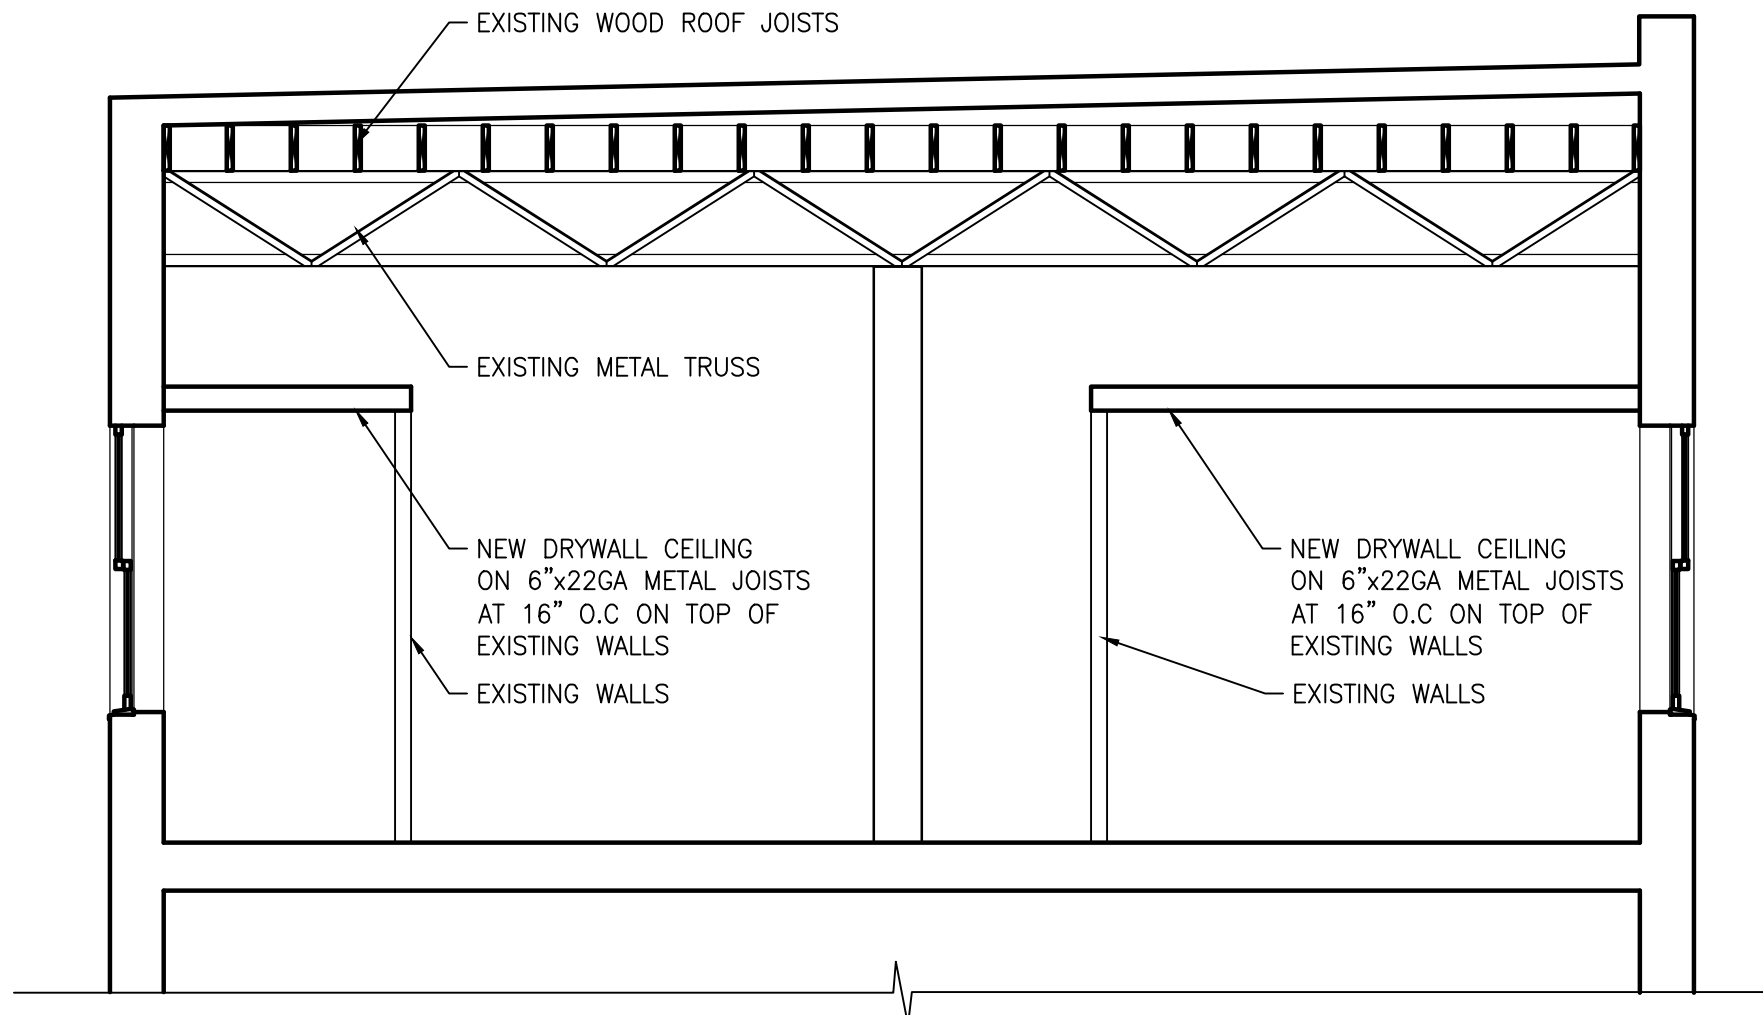 EXISTING WOOD ROOF JOISTS
EXISTING METAL TRUSS
NEW DRYWALL CEILING
ON 6”x22GA METAL JOISTS
AT 16” O.C ON TOP OF
EXISTING WALLS
EXISTING WALLS
NEW DRYWALL CEILING
ON 6”x22GA METAL JOISTS
AT 16” O.C ON TOP OF
EXISTING WALLS
EXISTING WALLS